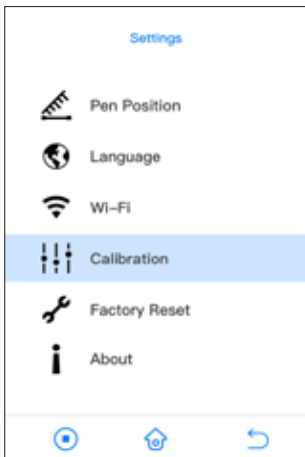 Settings
Pen Position
Language
Wi-Fi
Calibration
Factory Reset
About